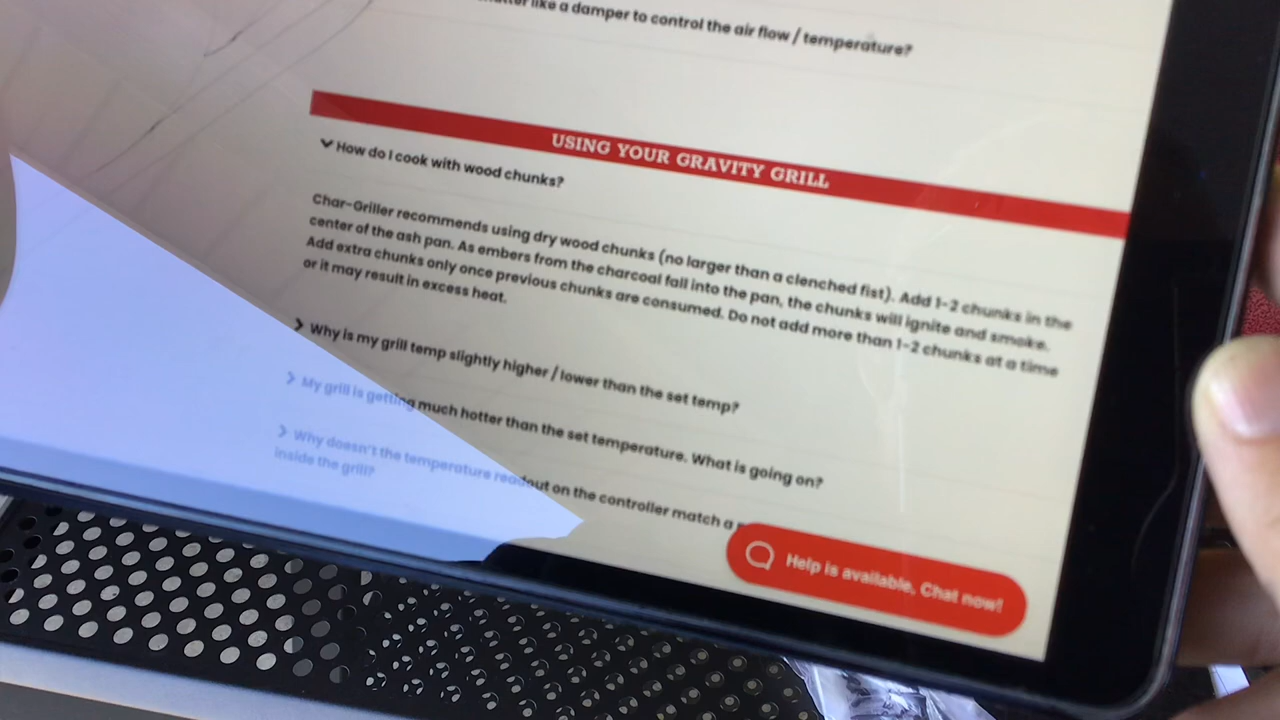 like a damper to control the air flow / temperature?
USING YOUR GRAVITY GRILL
How do I cook with wood chunks?
Char-Griller recommends using dry wood chunks (no larger than a clenched fist). Add 1-2 chunks in the
center of the ash pan. As embers from the charcoal fall into the pan, the chunks will ignite and smoke.
Add extra chunks only once previous chunks are consumed. Do not add more than 1-2 chunks at a time
or it may result in excess heat.
Why is my grill temp slightly higher / lower than the set temp?
My grill is getting much hotter than the set temperature. What is going on?
Why doesn't the temperature readout on the controller match a
inside the grill?
Help is available, Chat now!